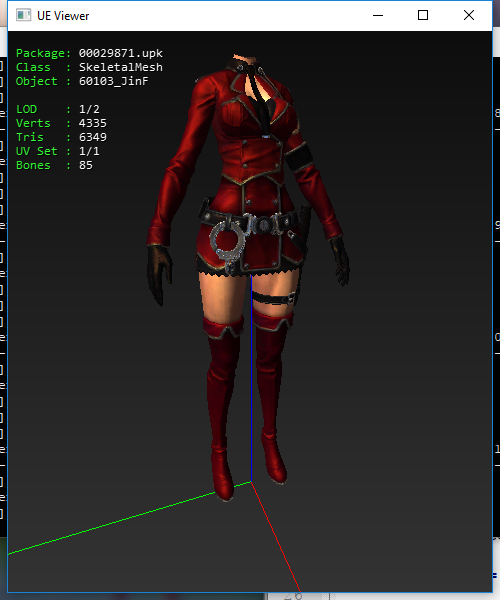 UE Viewer
Package: 00029871.upk
Class : SkeletalMesh
Object : 60103_JinF
LOD : 1/2
Verts : 4335
Tris : 6349
UV Set : 1/1
Bones : 85